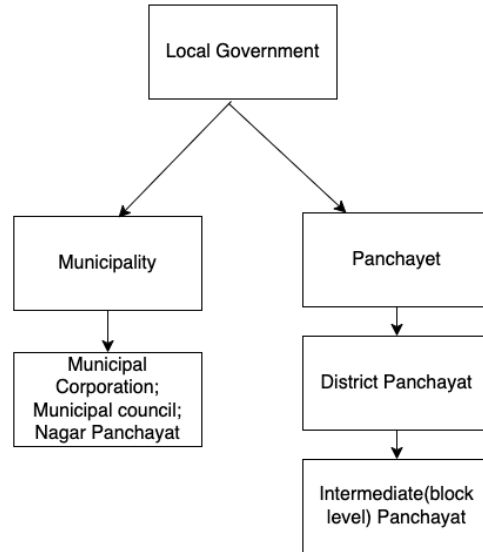 Local Government
Municipality
Panchayet
Municipal
Corporation;
Municipal council;
Nagar Panchayat
District Panchayat
Intermediate(block
level) Panchayat